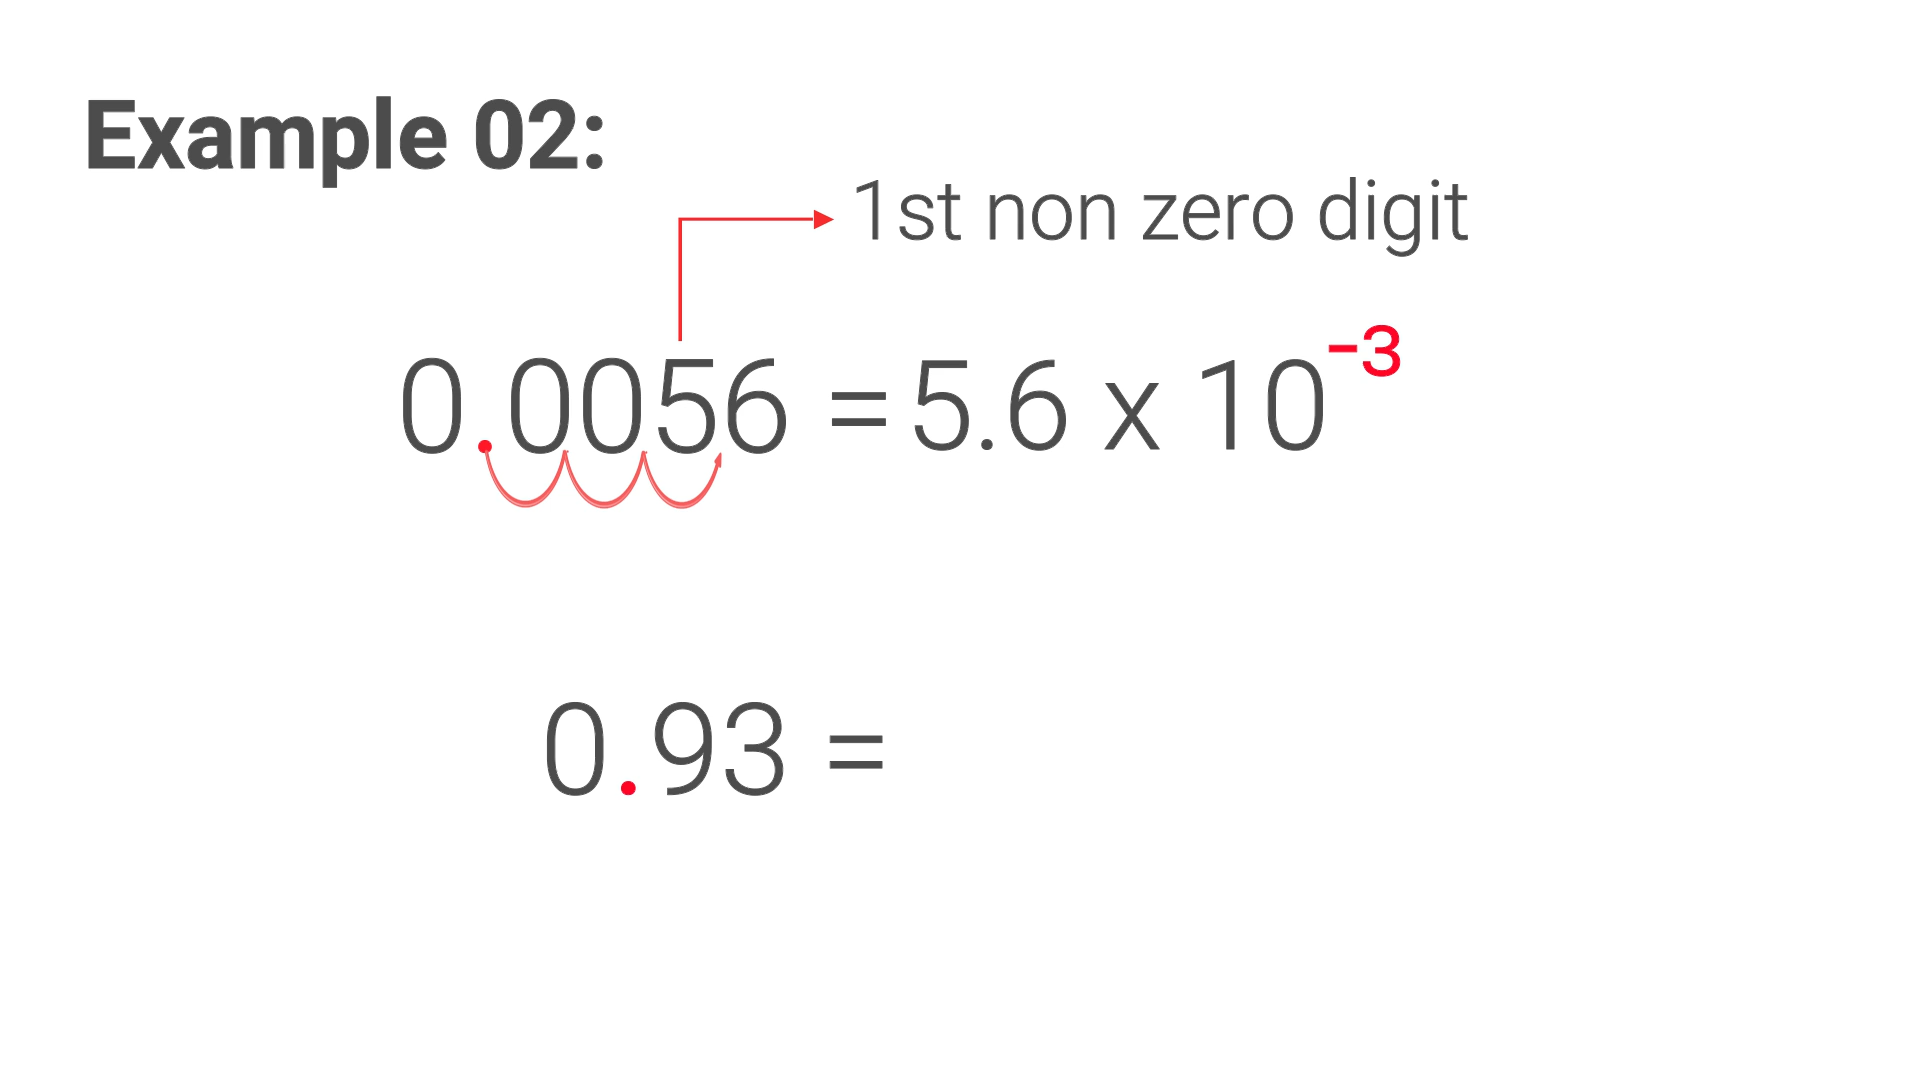 Example 02:
1st non zero digit
0.0056 = 5.6 x 10⁻³
0.93 =